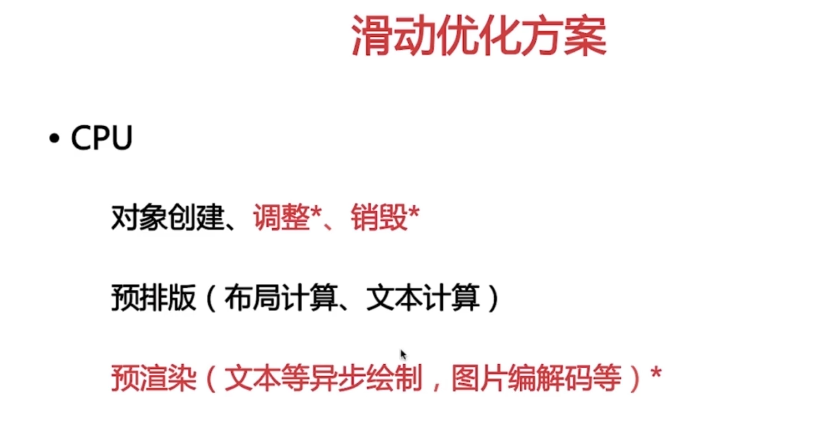 滑动优化方案
• CPU
对象创建、调整*、销毁*
预排版（布局计算、文本计算）
预渲染（文本等异步绘制，图片编解码等）*